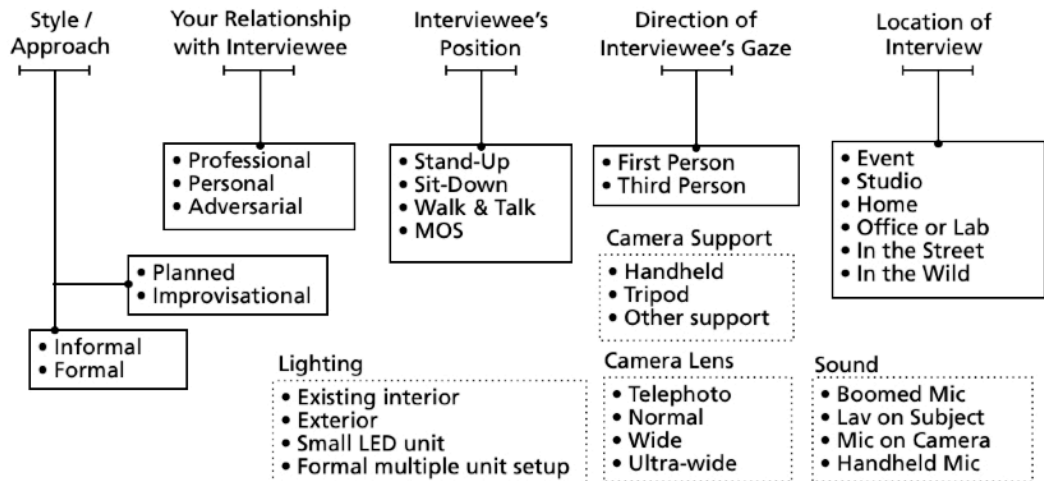 Style /
Approach
Your Relationship
with Interviewee
Interviewee's
Position
Direction of
Interviewee's Gaze
Location of
Interview
• Professional
• Personal
• Adversarial
• Stand-Up
• Sit-Down
• Walk & Talk
• MOS
• First Person
• Third Person
• Event
• Studio
• Home
• Office or Lab
• In the Street
• In the Wild
• Planned
• Improvisational
• Informal
• Formal
Camera Support
• Handheld
• Tripod
• Other support
Lighting
• Existing interior
• Exterior
• Small LED unit
• Formal multiple unit setup
Camera Lens
• Telephoto
• Normal
• Wide
• Ultra-wide
Sound
• Boomed Mic
• Lav on Subject
• Mic on Camera
• Handheld Mic